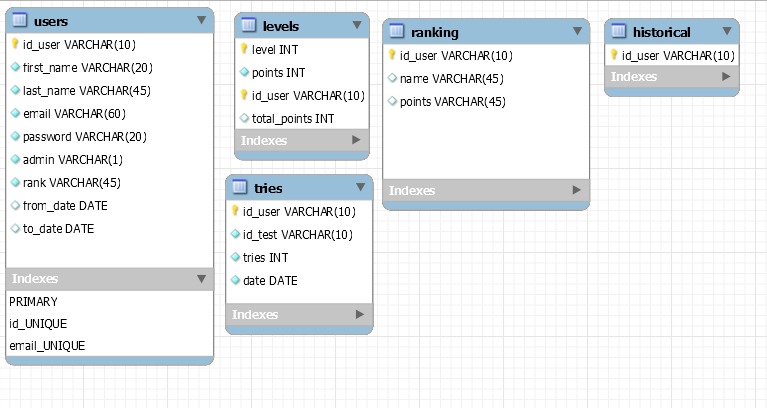 users
id_user VARCHAR(10)
first_name VARCHAR(20)
last_name VARCHAR(45)
email VARCHAR(60)
password VARCHAR(20)
admin VARCHAR(1)
rank VARCHAR(45)
from_date DATE
to_date DATE
Indexes
PRIMARY
id_UNIQUE
email_UNIQUE
levels
level INT
points INT
id_user VARCHAR(10)
total_points INT
Indexes
tries
id_user VARCHAR(10)
id_test VARCHAR(10)
tries INT
date DATE
Indexes
ranking
id_user VARCHAR(10)
name VARCHAR(45)
points VARCHAR(45)
Indexes
historical
id_user VARCHAR(10)
Indexes